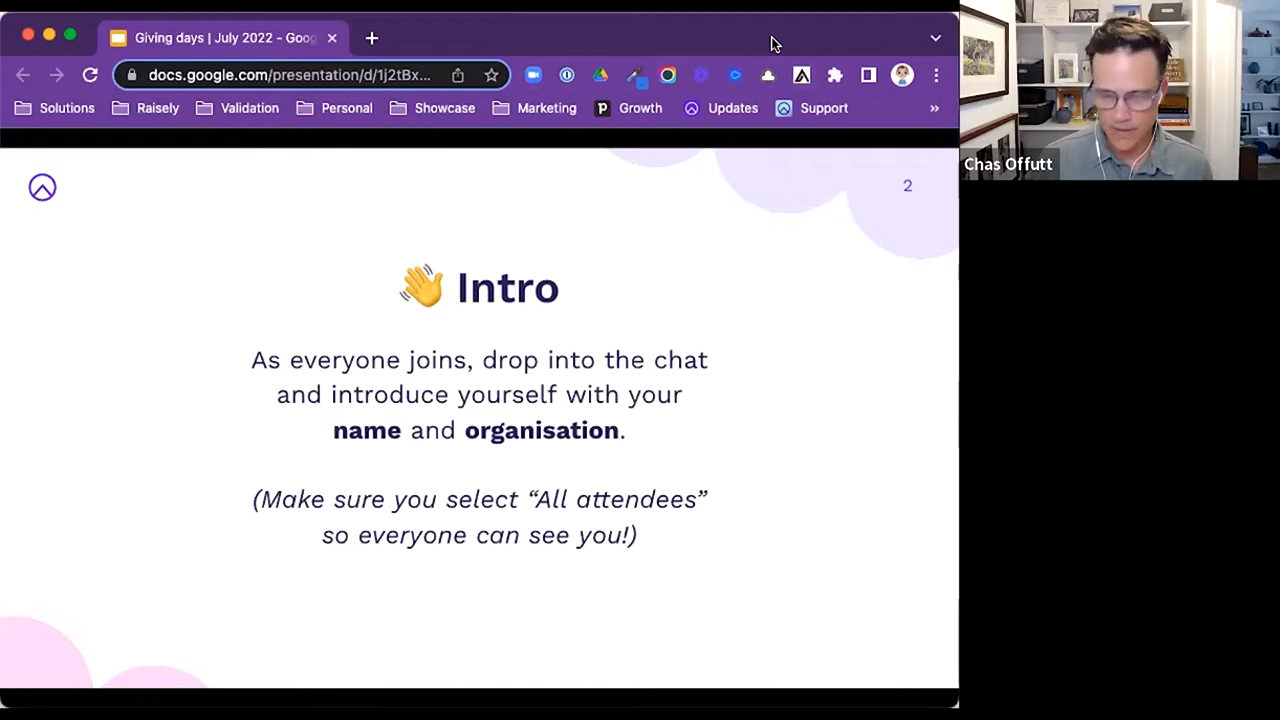 Giving days | July 2022 - Goog
docs.google.com/presentation/d/1j2tBx...
Solutions Raisely Validation Personal Showcase Marketing Growth Updates Support »
Chas Offutt
2
👋 Intro
As everyone joins, drop into the chat
and introduce yourself with your
name and organisation.
(Make sure you select “All attendees”
so everyone can see you!)